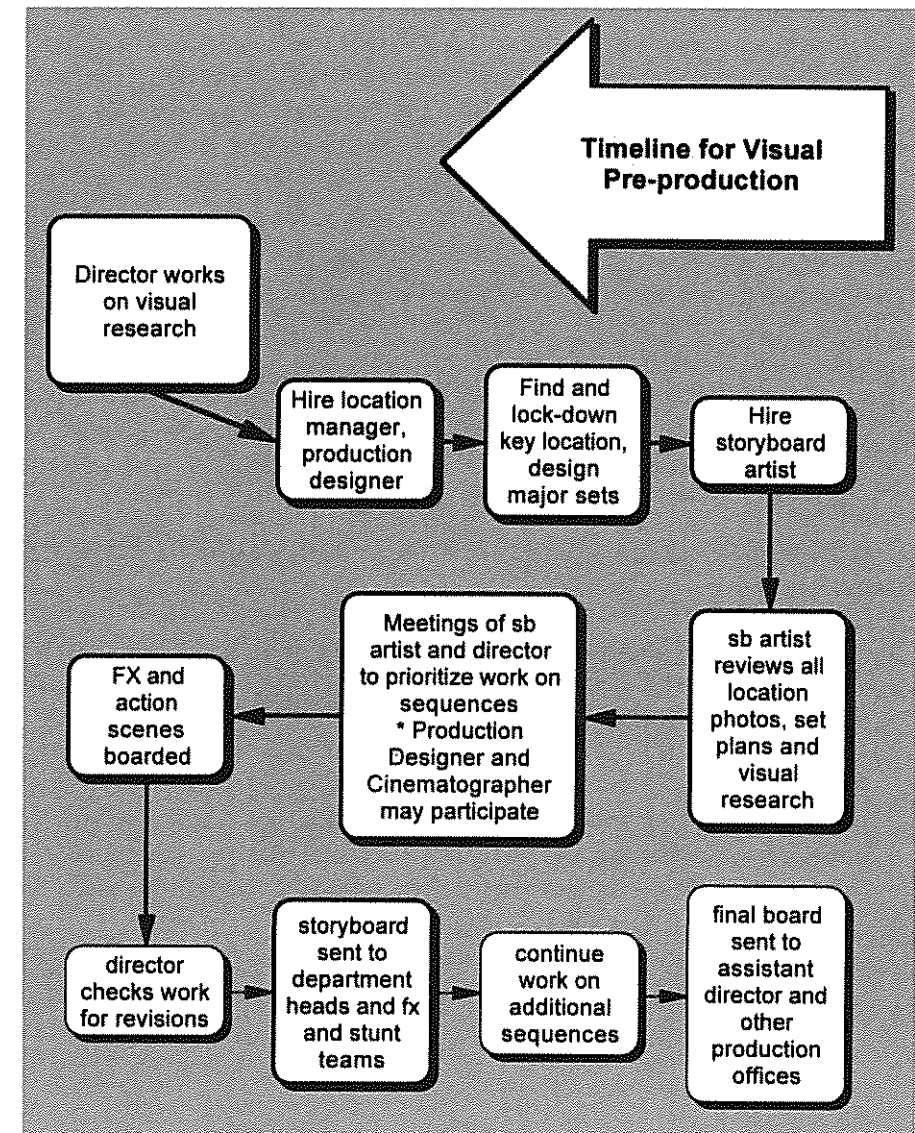 Timeline for Visual
Pre-production
Director works
on visual
research
Hire location
manager,
production
designer
Find and
lock-down
key location,
design
major sets
Hire
storyboard
artist
sb artist
reviews all
location
photos, set
plans and
visual
research
Meetings of sb
artist and director
to prioritize work on
sequences
* Production
Designer and
Cinematographer
may participate
FX and
action
scenes
boarded
director
checks work
for revisions
storyboard
sent to
department
heads and fx
and stunt
teams
continue
work on
additional
sequences
final board
sent to
assistant
director and
other
production
offices